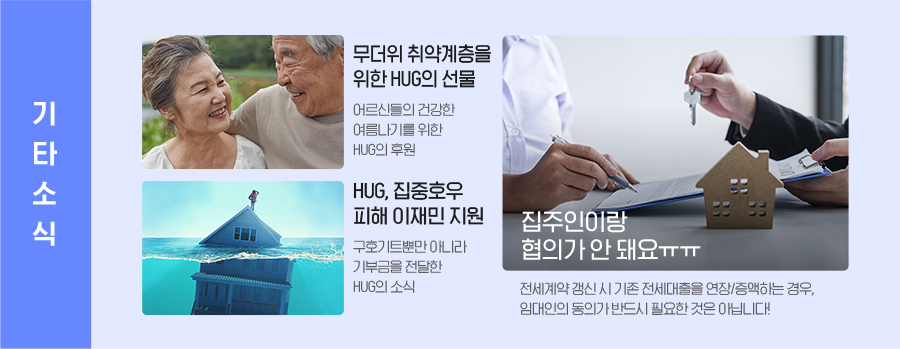 기타소식
무더위 취약계층을
위한 HUG의 선물
어르신들의 건강한
여름나기를 위한
HUG의 후원
HUG, 집중호우
피해 이재민 지원
구호키트뿐만 아니라
기부금을 전달한
HUG의 소식
집주인이랑
협의가 안 돼요ㅠㅠ
전세계약 갱신 시 기존 전세대출을 연장/증액하는 경우,
임대인의 동의가 반드시 필요한 것은 아닙니다!